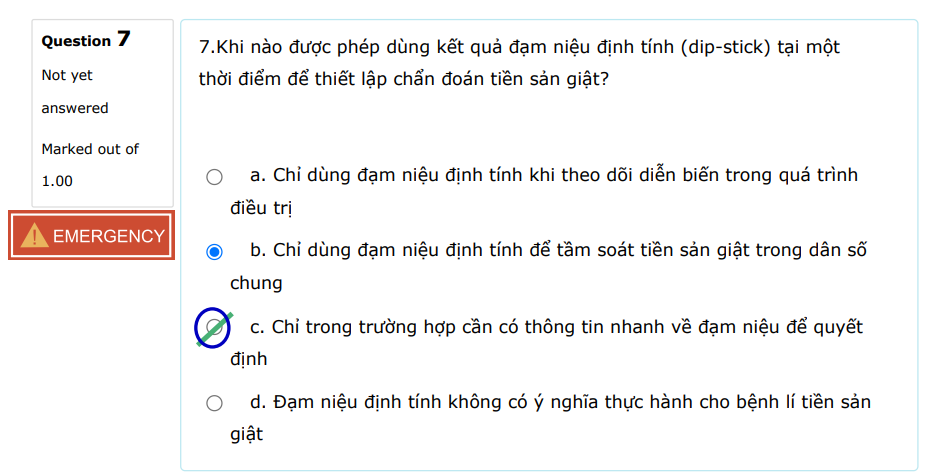 Question 7
Not yet
answered
Marked out of
1.00
EMERGENCY
7.Khi nào được phép dùng kết quả đạm niệu định tính (dip-stick) tại một
thời điểm để thiết lập chẩn đoán tiền sản giật?
a. Chỉ dùng đạm niệu định tính khi theo dõi diễn biến trong quá trình
điều trị
b. Chỉ dùng đạm niệu định tính để tầm soát tiền sản giật trong dân số
chung
c. Chỉ trong trường hợp cần có thông tin nhanh về đạm niệu để quyết
định
d. Đạm niệu định tính không có ý nghĩa thực hành cho bệnh lí tiền sản
giật